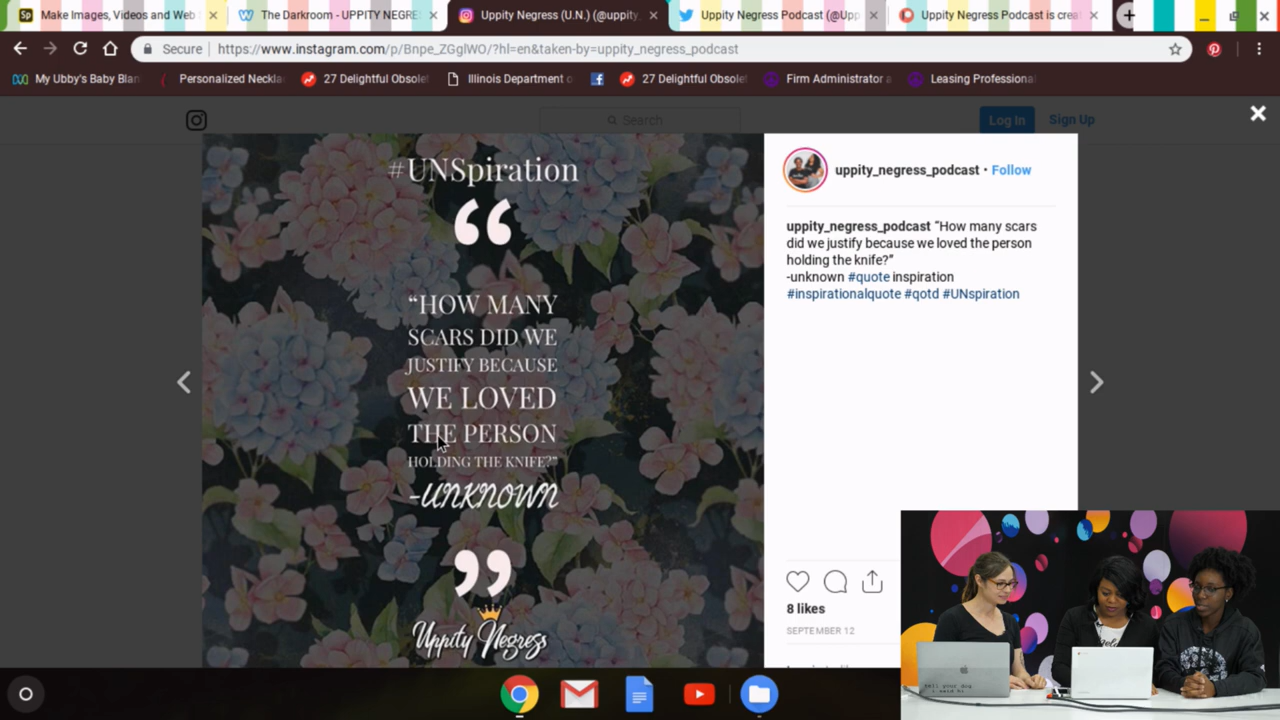 Make Images, Videos and Web
The Darkroom - UPPITY NEGRE
Uppity Negress (U.N.) (@uppity_
Uppity Negress Podcast (@Upp
Uppity Negress Podcast is crea
Secure
https://www.instagram.com/p/Bnpe_ZGglWO/?hl=en&taken-by=uppity_negress_podcast
My Ubby's Baby Blan
Personalized Neckla
27 Delightful Obsolet
Illinois Department o
27 Delightful Obsolet
Firm Administrator a
Leasing Professiona
Search
Log In
Sign Up
#UNSpiration
“
“HOW MANY
SCARS DID WE
JUSTIFY BECAUSE
WE LOVED
THE PERSON
HOLDING THE KNIFE?”
-UNKNOWN
”
Uppity Negress
uppity_negress_podcast • Follow
uppity_negress_podcast “How many scars
did we justify because we loved the person
holding the knife?”
-unknown #quote inspiration
#inspirationalquote #qotd #UNspiration
8 likes
SEPTEMBER 12